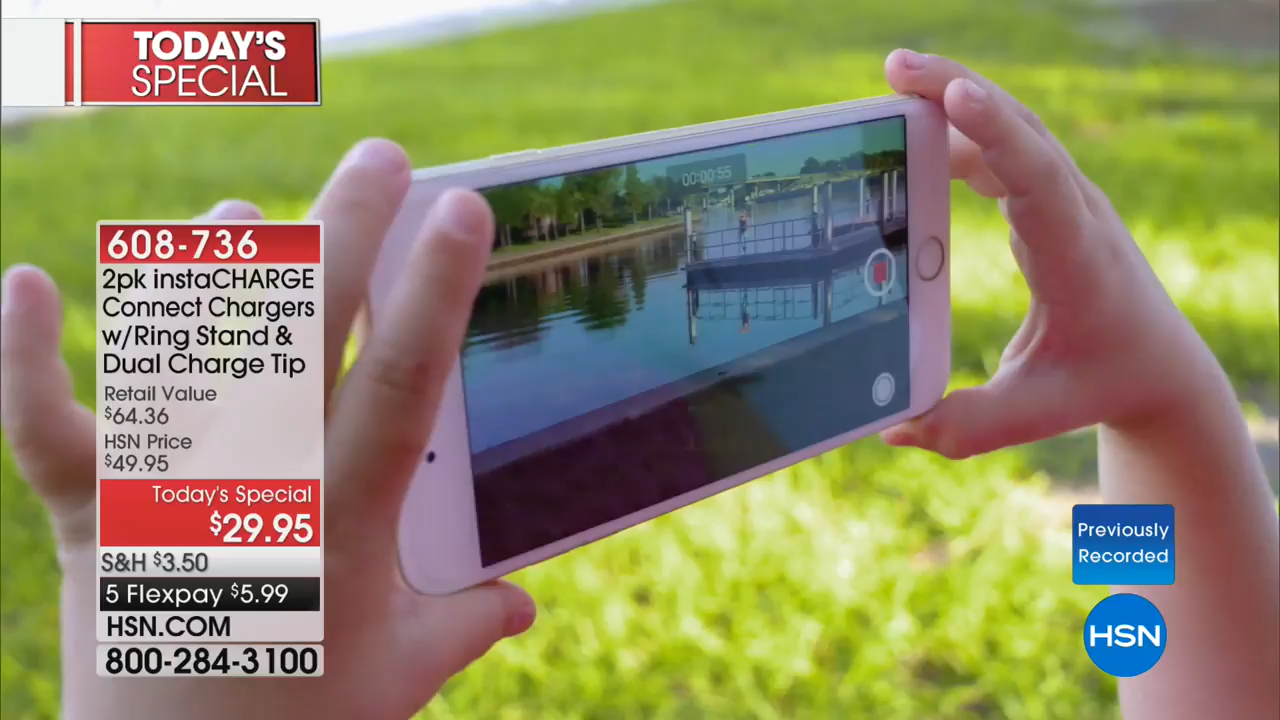 TODAY'S
SPECIAL
608-736
2pk instaCHARGE
Connect Chargers
w/Ring Stand &
Dual Charge Tip
Retail Value
$64.36
HSN Price
$49.95
Today's Special
$29.95
S&H $3.50
5 Flexpay $5.99
HSN.COM
800-284-3100
00:00:55
Previously
Recorded
HSN